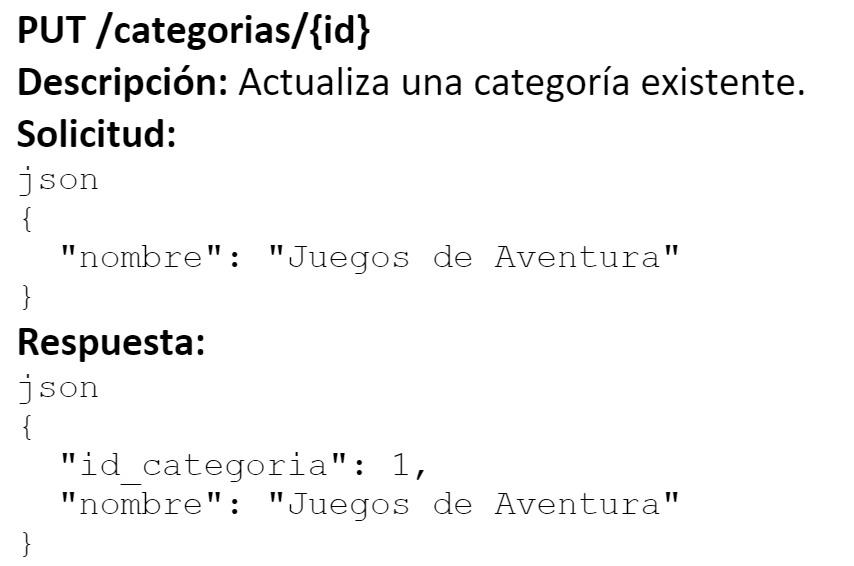 PUT /categorias/{id}
Descripción: Actualiza una categoría existente.
Solicitud:
json
{
  "nombre": "Juegos de Aventura"
}
Respuesta:
json
{
  "id_categoria": 1,
  "nombre": "Juegos de Aventura"
}